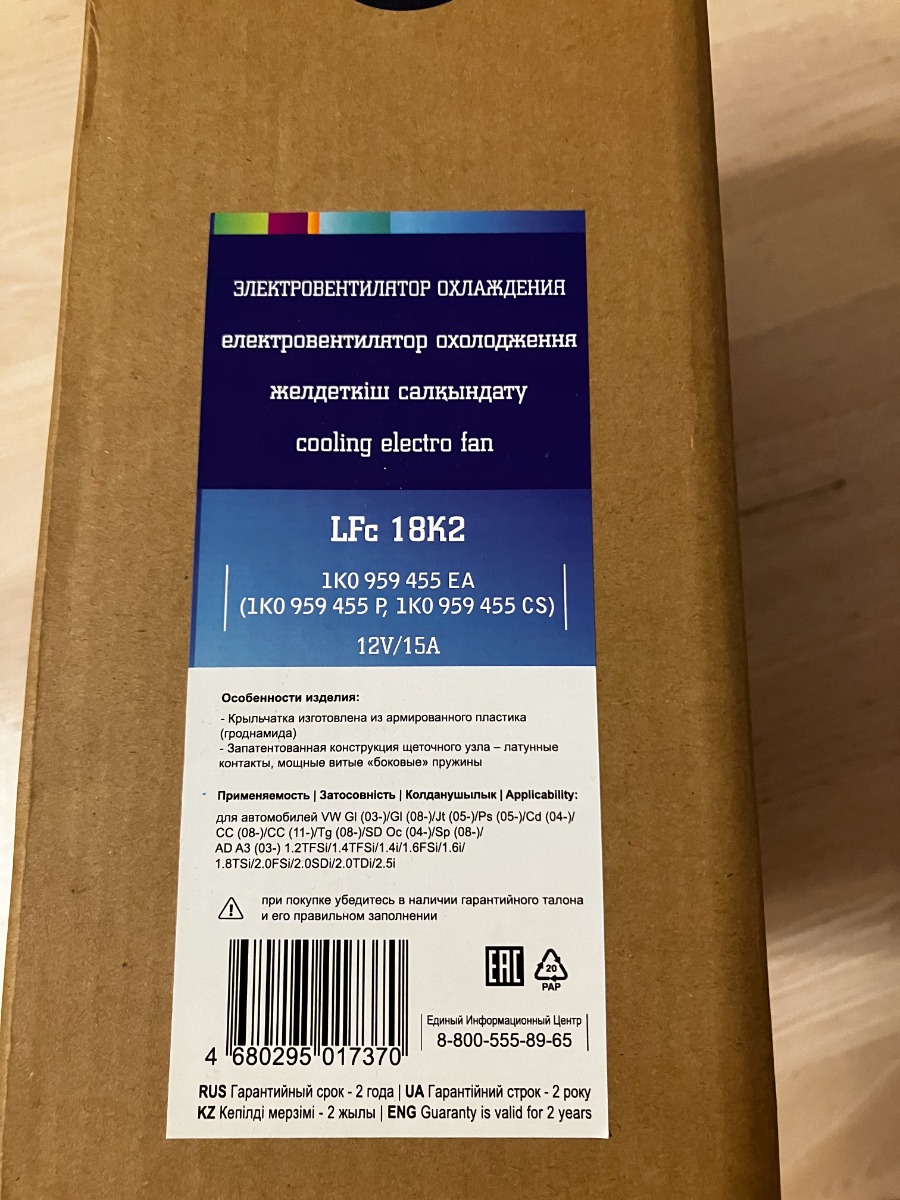 ЭЛЕКТРОВЕНТИЛЯТОР ОХЛАЖДЕНИЯ
електровентилятор охолодження
желдеткіш салқындату
cooling electro fan
LFc 18K2
1K0 959 455 EA
(1K0 959 455 P, 1K0 959 455 CS)
12V/15A
Особенности изделия:
- Крыльчатка изготовлена из армированного пластика
(гроднамида)
- Запатентованная конструкция щеточного узла – латунные
контакты, мощные витые «боковые» пружины
Применяемость | Затосовність | Колданушылык | Applicability:
для автомобилей VW Gl (03-)/Gl (08-)/Jt (05-)/Ps (05-)/Cd (04-)/
CC (08-)/CC (11-)/Tg (08-)/SD Oc (04-)/Sp (08-)/
AD A3 (03-) 1.2TFSi/1.4TFSi/1.4i/1.6FSi/1.6i/
1.8TSi/2.0FSi/2.0SDi/2.0TDi/2.5i
при покупке убедитесь в наличии гарантийного талона
и его правильном заполнении
EAC
20
PAP
Единый Информационный Центр
8-800-555-89-65
4 680295 017370
RUS Гарантийный срок - 2 года | UA Гарантійний строк - 2 року
KZ Кепілді мерзімі - 2 жылы | ENG Guaranty is valid for 2 years